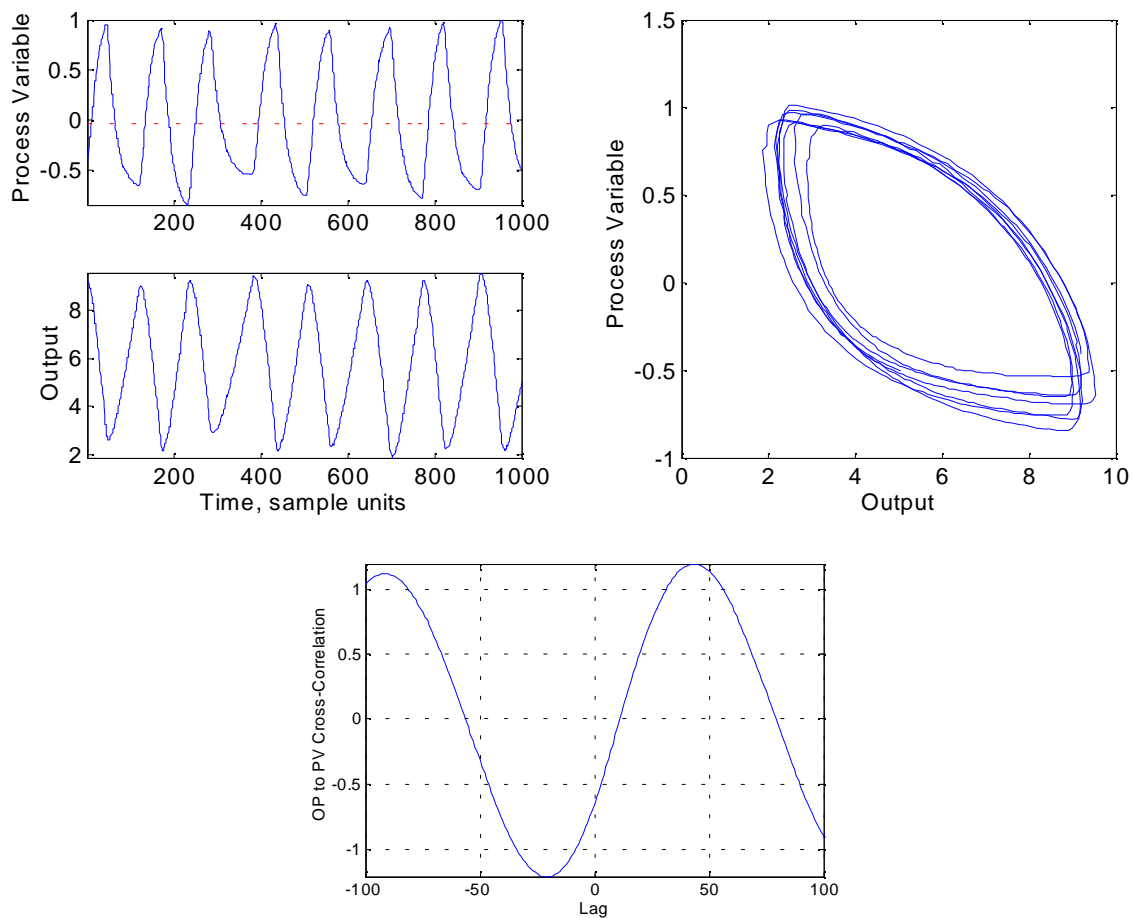 Process Variable
1
0.5
0
-0.5
200 400 600 800 1000
Output
8
6
4
2
200 400 600 800 1000
Time, sample units
Process Variable
1.5
1
0.5
0
-0.5
-1
0 2 4 6 8 10
Output
OP to PV Cross-Correlation
1
0.5
0
-0.5
-1
-100 -50 0 50 100
Lag